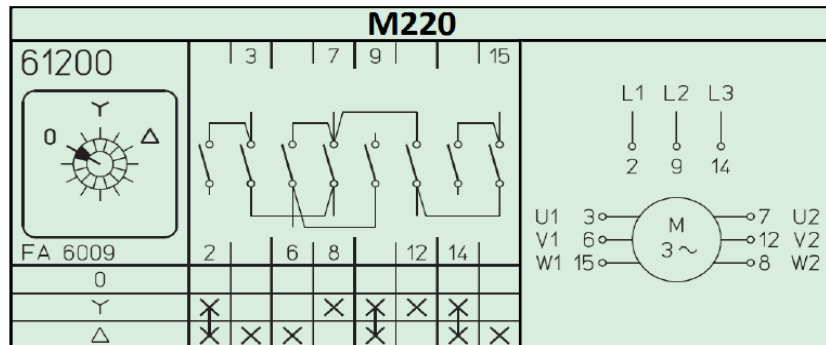 M220
61200
3 7 9 15
Y
0 △
FA 6009
2 6 8 12 14
0
Y X X X X X
△ X X X X X X
L1 L2 L3
2 9 14
U1 3 7 U2
V1 6 12 V2
W1 15 8 W2
M
3~